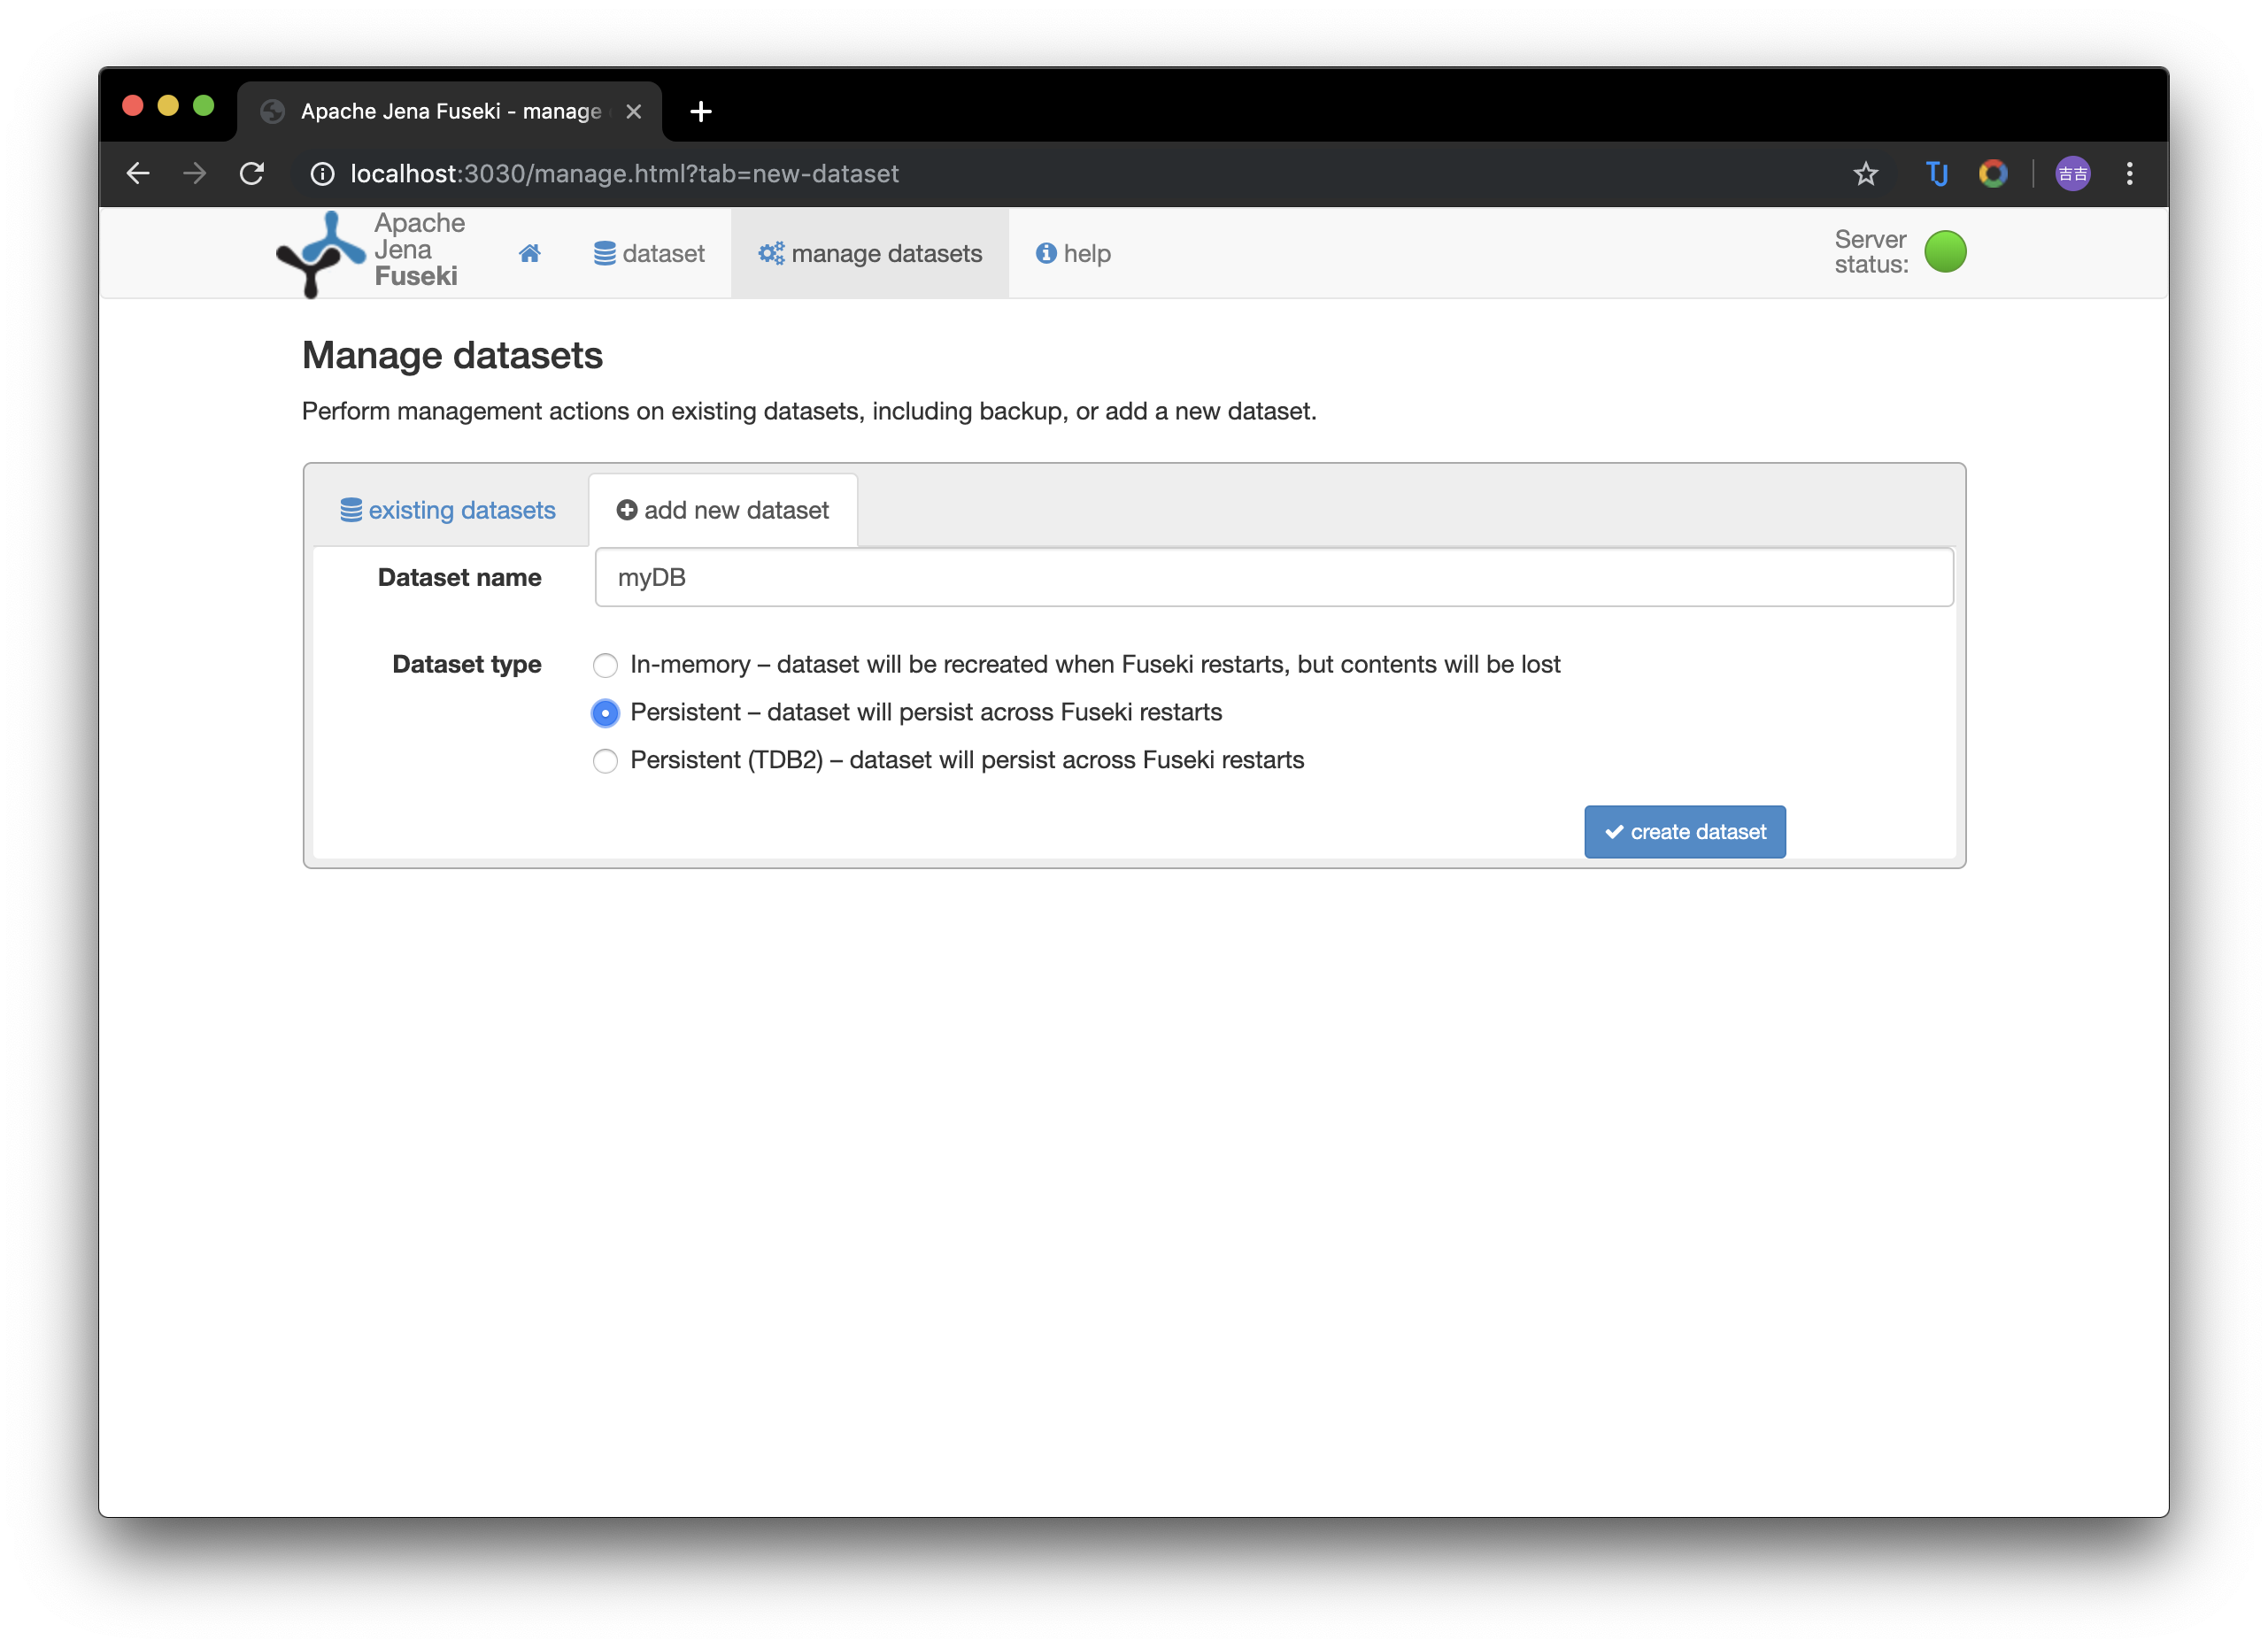 Apache Jena Fuseki - manage
localhost:3030/manage.html?tab=new-dataset
TJ
吉吉
Apache
Jena
Fuseki
dataset
manage datasets
help
Server
status:
Manage datasets
Perform management actions on existing datasets, including backup, or add a new dataset.
existing datasets
add new dataset
Dataset name
myDB
Dataset type
In-memory – dataset will be recreated when Fuseki restarts, but contents will be lost
Persistent – dataset will persist across Fuseki restarts
Persistent (TDB2) – dataset will persist across Fuseki restarts
create dataset